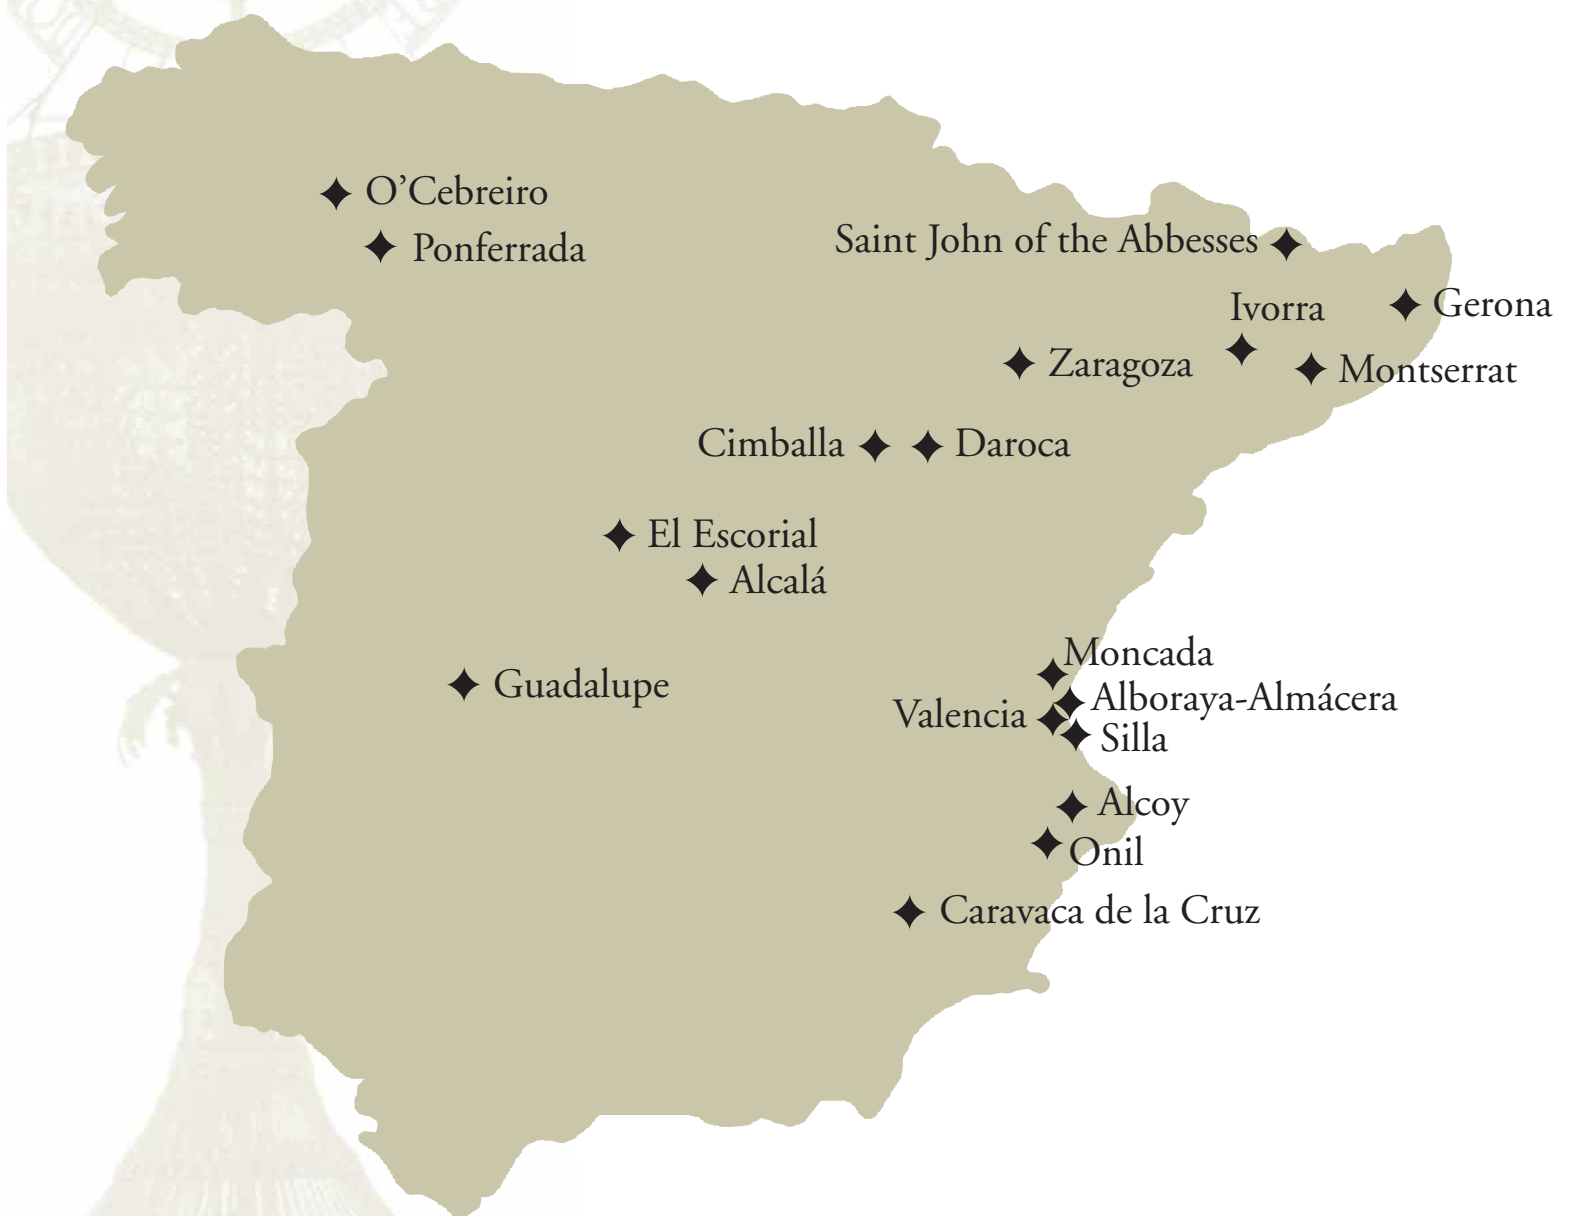 O’Cebreiro
Ponferrada
Saint John of the Abbesses
Ivorra
Gerona
Zaragoza
Montserrat
Cimballa
Daroca
El Escorial
Alcalá
Moncada
Guadalupe
Alboraya-Almácera
Valencia
Silla
Alcoy
Onil
Caravaca de la Cruz